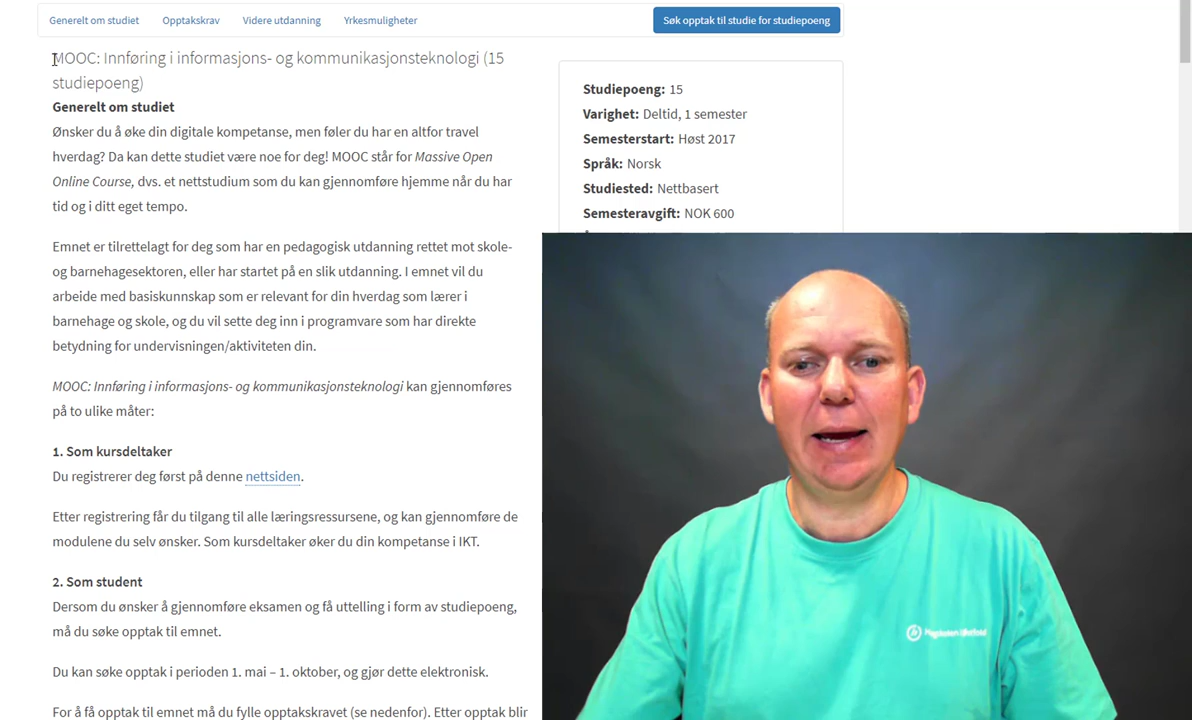 Generelt om studiet
Opptakskrav
Videre utdanning
Yrkesmuligheter
Søk opptak til studie for studiepoeng
MOOC: Innføring i informasjons- og kommunikasjonsteknologi (15
studiepoeng)
Generelt om studiet
Ønsker du å øke din digitale kompetanse, men føler du har en altfor travel
hverdag? Da kan dette studiet være noe for deg! MOOC står for Massive Open
Online Course, dvs. et nettstudium som du kan gjennomføre hjemme når du har
tid og i ditt eget tempo.
Emnet er tilrettelagt for deg som har en pedagogisk utdanning rettet mot skole-
og barnehagesektoren, eller har startet på en slik utdanning. I emnet vil du
arbeide med basiskunnskap som er relevant for din hverdag som lærer i
barnehage og skole, og du vil sette deg inn i programvare som har direkte
betydning for undervisningen/aktiviteten din.
MOOC: Innføring i informasjons- og kommunikasjonsteknologi kan gjennomføres
på to ulike måter:
1. Som kursdeltaker
Du registrerer deg først på denne nettsiden.
Etter registrering får du tilgang til alle læringsressursene, og kan gjennomføre de
modulene du selv ønsker. Som kursdeltaker øker du din kompetanse i IKT.
2. Som student
Dersom du ønsker å gjennomføre eksamen og få uttelling i form av studiepoeng,
må du søke opptak til emnet.
Du kan søke opptak i perioden 1. mai – 1. oktober, og gjør dette elektronisk.
For å få opptak til emnet må du fylle opptakskravet (se nedenfor). Etter opptak blir
Studiepoeng: 15
Varighet: Deltid, 1 semester
Semesterstart: Høst 2017
Språk: Norsk
Studiested: Nettbasert
Semesteravgift: NOK 600